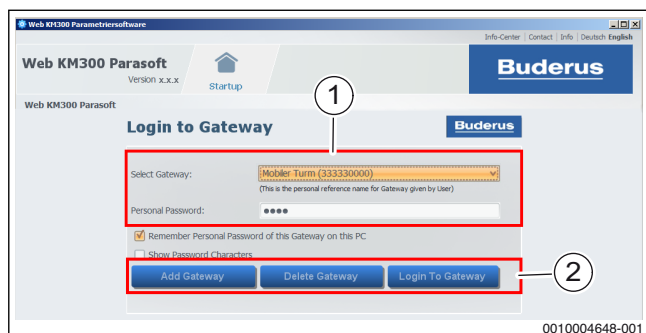 Web KM300 Parametriersoftware
Info-Center | Contact | Info | Deutsch English
Web KM300 Parasoft
Version x.x.x
Startup
Buderus
Web KM300 Parasoft
1
Login to Gateway
Buderus
Select Gateway:
Mobiler Turm (333330000)
(This is the personal reference name for Gateway given by User)
Personal Password:
●●●●
Remember Personal Password of this Gateway on this PC
Show Password Characters
Add Gateway
Delete Gateway
Login To Gateway
2
0010004648-001